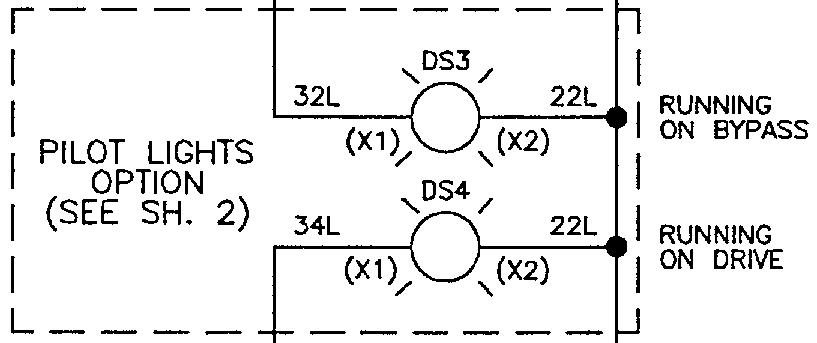 DS3
32L
22L
(X1)
(X2)
RUNNING
ON BYPASS
PILOT LIGHTS
OPTION
(SEE SH. 2)
DS4
34L
22L
(X1)
(X2)
RUNNING
ON DRIVE